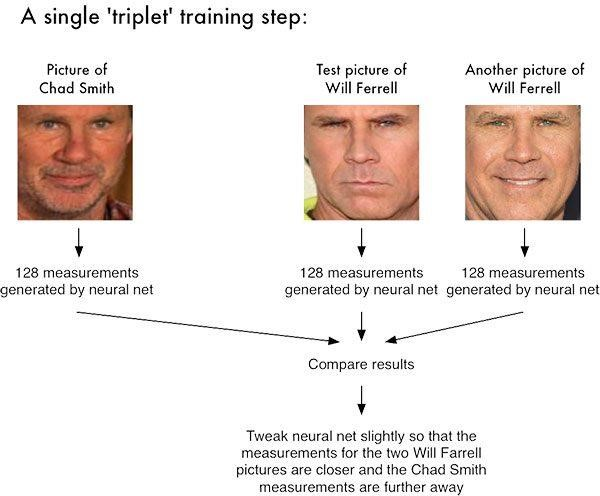 A single 'triplet' training step:
Picture of
Chad Smith
Test picture of
Will Ferrell
Another picture of
Will Ferrell
128 measurements
generated by neural net
128 measurements
generated by neural net
128 measurements
generated by neural net
Compare results
Tweak neural net slightly so that the
measurements for the two Will Farrell
pictures are closer and the Chad Smith
measurements are further away